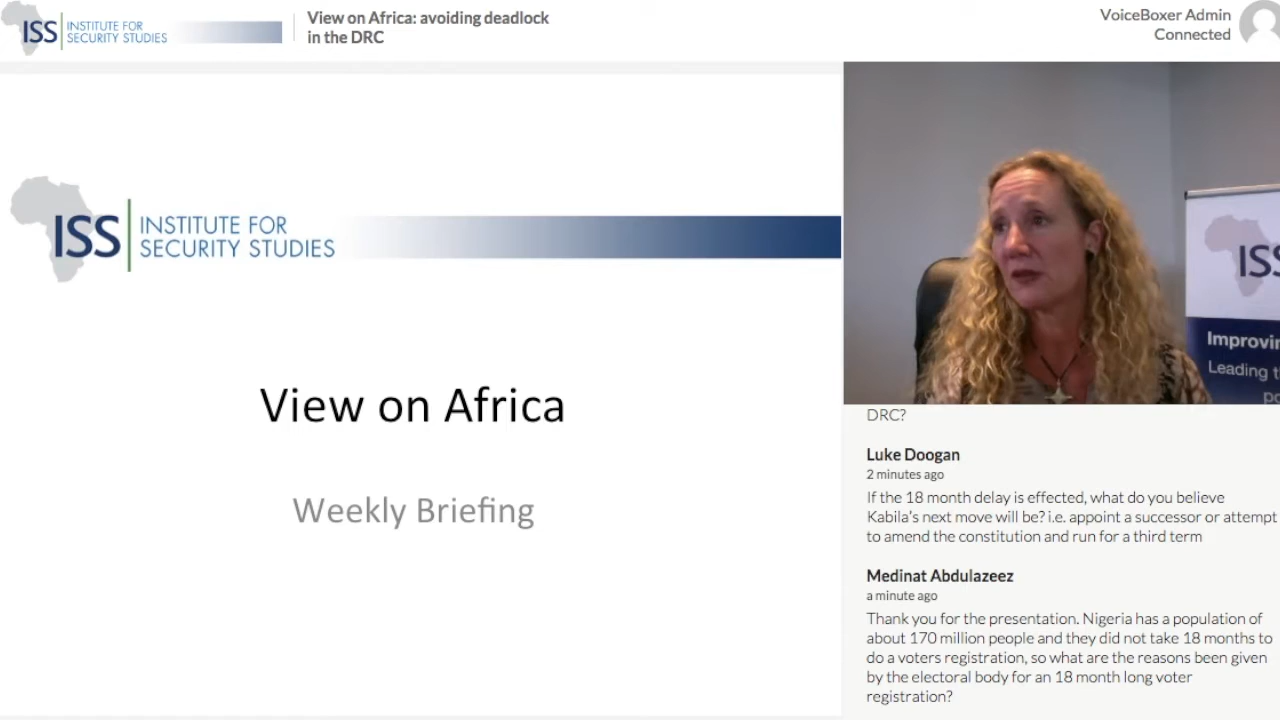 ISS
INSTITUTE FOR
SECURITY STUDIES
View on Africa: avoiding deadlock
in the DRC
VoiceBoxer Admin
Connected
ISS
INSTITUTE FOR
SECURITY STUDIES
View on Africa
Weekly Briefing
ISS
Improvin
Leading t
po
DRC?
Luke Doogan
2 minutes ago
If the 18 month delay is effected, what do you believe
Kabila's next move will be? i.e. appoint a successor or attempt
to amend the constitution and run for a third term
Medinat Abdulazeez
a minute ago
Thank you for the presentation. Nigeria has a population of
about 170 million people and they did not take 18 months to
do a voters registration, so what are the reasons been given
by the electoral body for an 18 month long voter
registration?